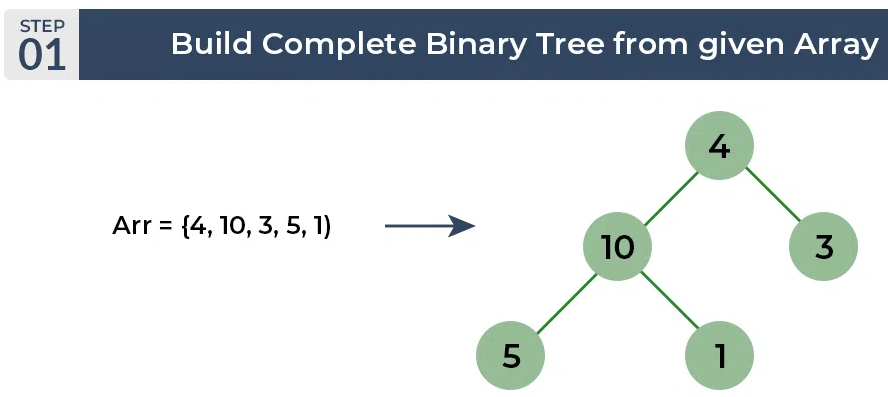 STEP
01
Build Complete Binary Tree from given Array
4
Arr = {4, 10, 3, 5, 1)
10
3
5
1